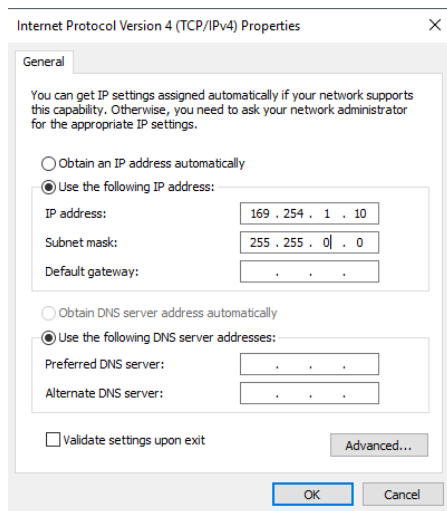 Internet Protocol Version 4 (TCP/IPv4) Properties
General
You can get IP settings assigned automatically if your network supports
this capability. Otherwise, you need to ask your network administrator
for the appropriate IP settings.
Obtain an IP address automatically
Use the following IP address:
IP address: 169 . 254 . 1 . 10
Subnet mask: 255 . 255 . 0 . 0
Default gateway: . . .
Obtain DNS server address automatically
Use the following DNS server addresses:
Preferred DNS server: . . .
Alternate DNS server: . . .
Validate settings upon exit
Advanced...
OK Cancel